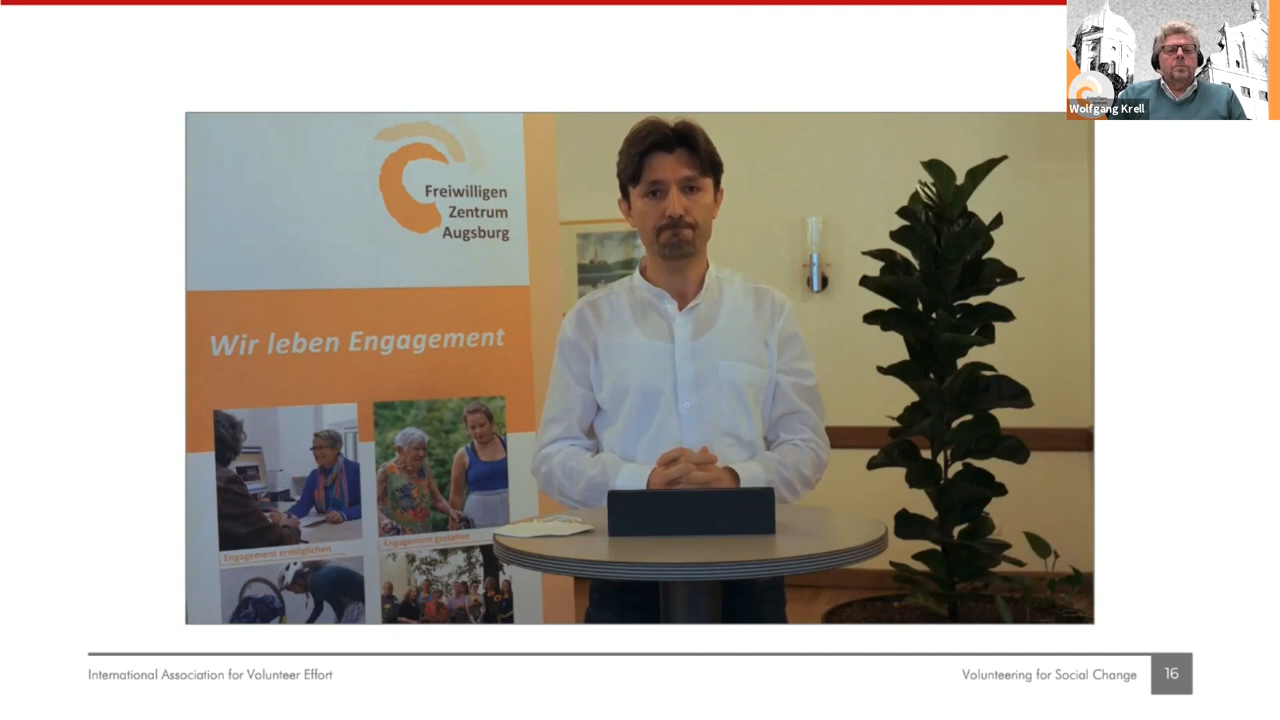 Wolfgang Krell
Freiwilligen
Zentrum
Augsburg
Wir leben Engagement
Engagement ermöglichen
Engagement gestalten
International Association for Volunteer Effort
Volunteering for Social Change
16